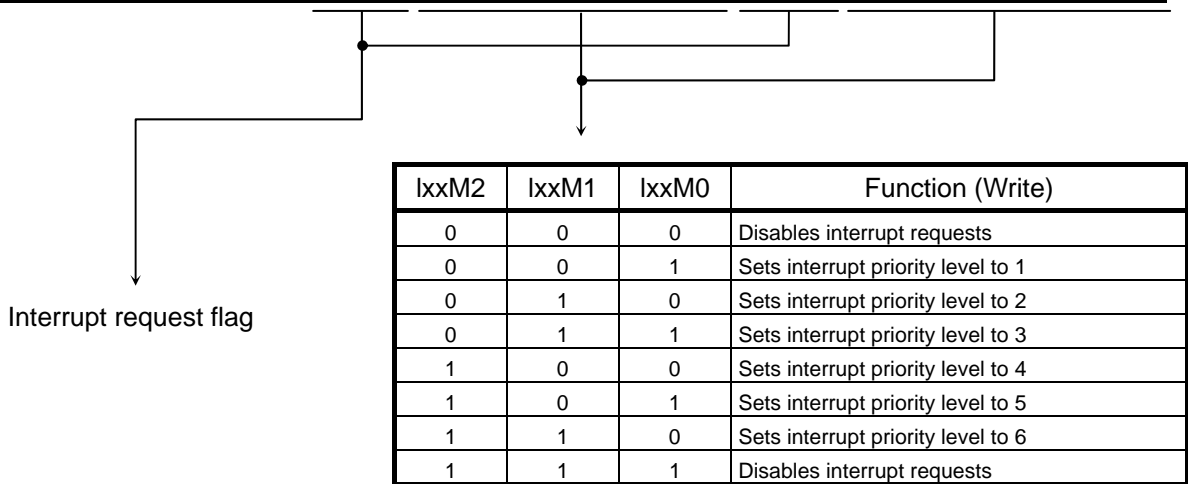 lxxM2 lxxM1 lxxM0 Function (Write)
0 0 0 Disables interrupt requests
0 0 1 Sets interrupt priority level to 1
0 1 0 Sets interrupt priority level to 2
0 1 1 Sets interrupt priority level to 3
1 0 0 Sets interrupt priority level to 4
1 0 1 Sets interrupt priority level to 5
1 1 0 Sets interrupt priority level to 6
1 1 1 Disables interrupt requests
Interrupt request flag